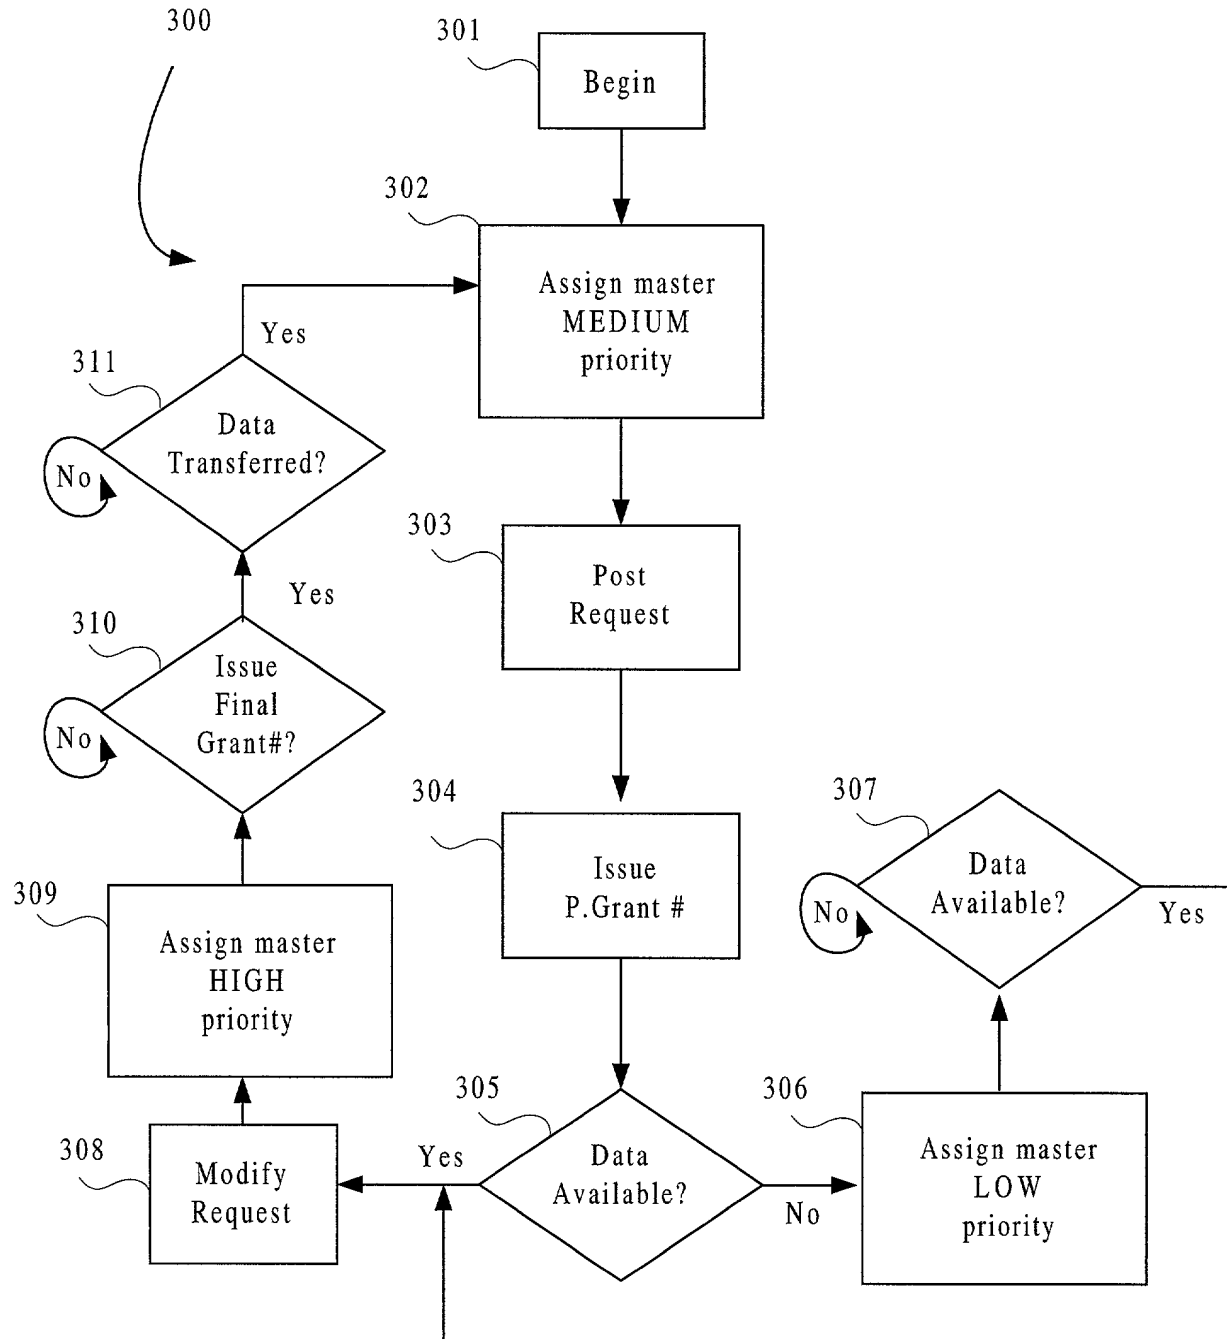 300
301
Begin
302
Assign master
MEDIUM
priority
Yes
311
Data
Transferred?
No
303
Post
Request
Yes
310
Issue
Final
Grant#?
No
304
Issue
P.Grant #
307
Data
Available?
No
Yes
309
Assign master
HIGH
priority
305
Data
Available?
Yes
No
306
Assign master
LOW
priority
308
Modify
Request